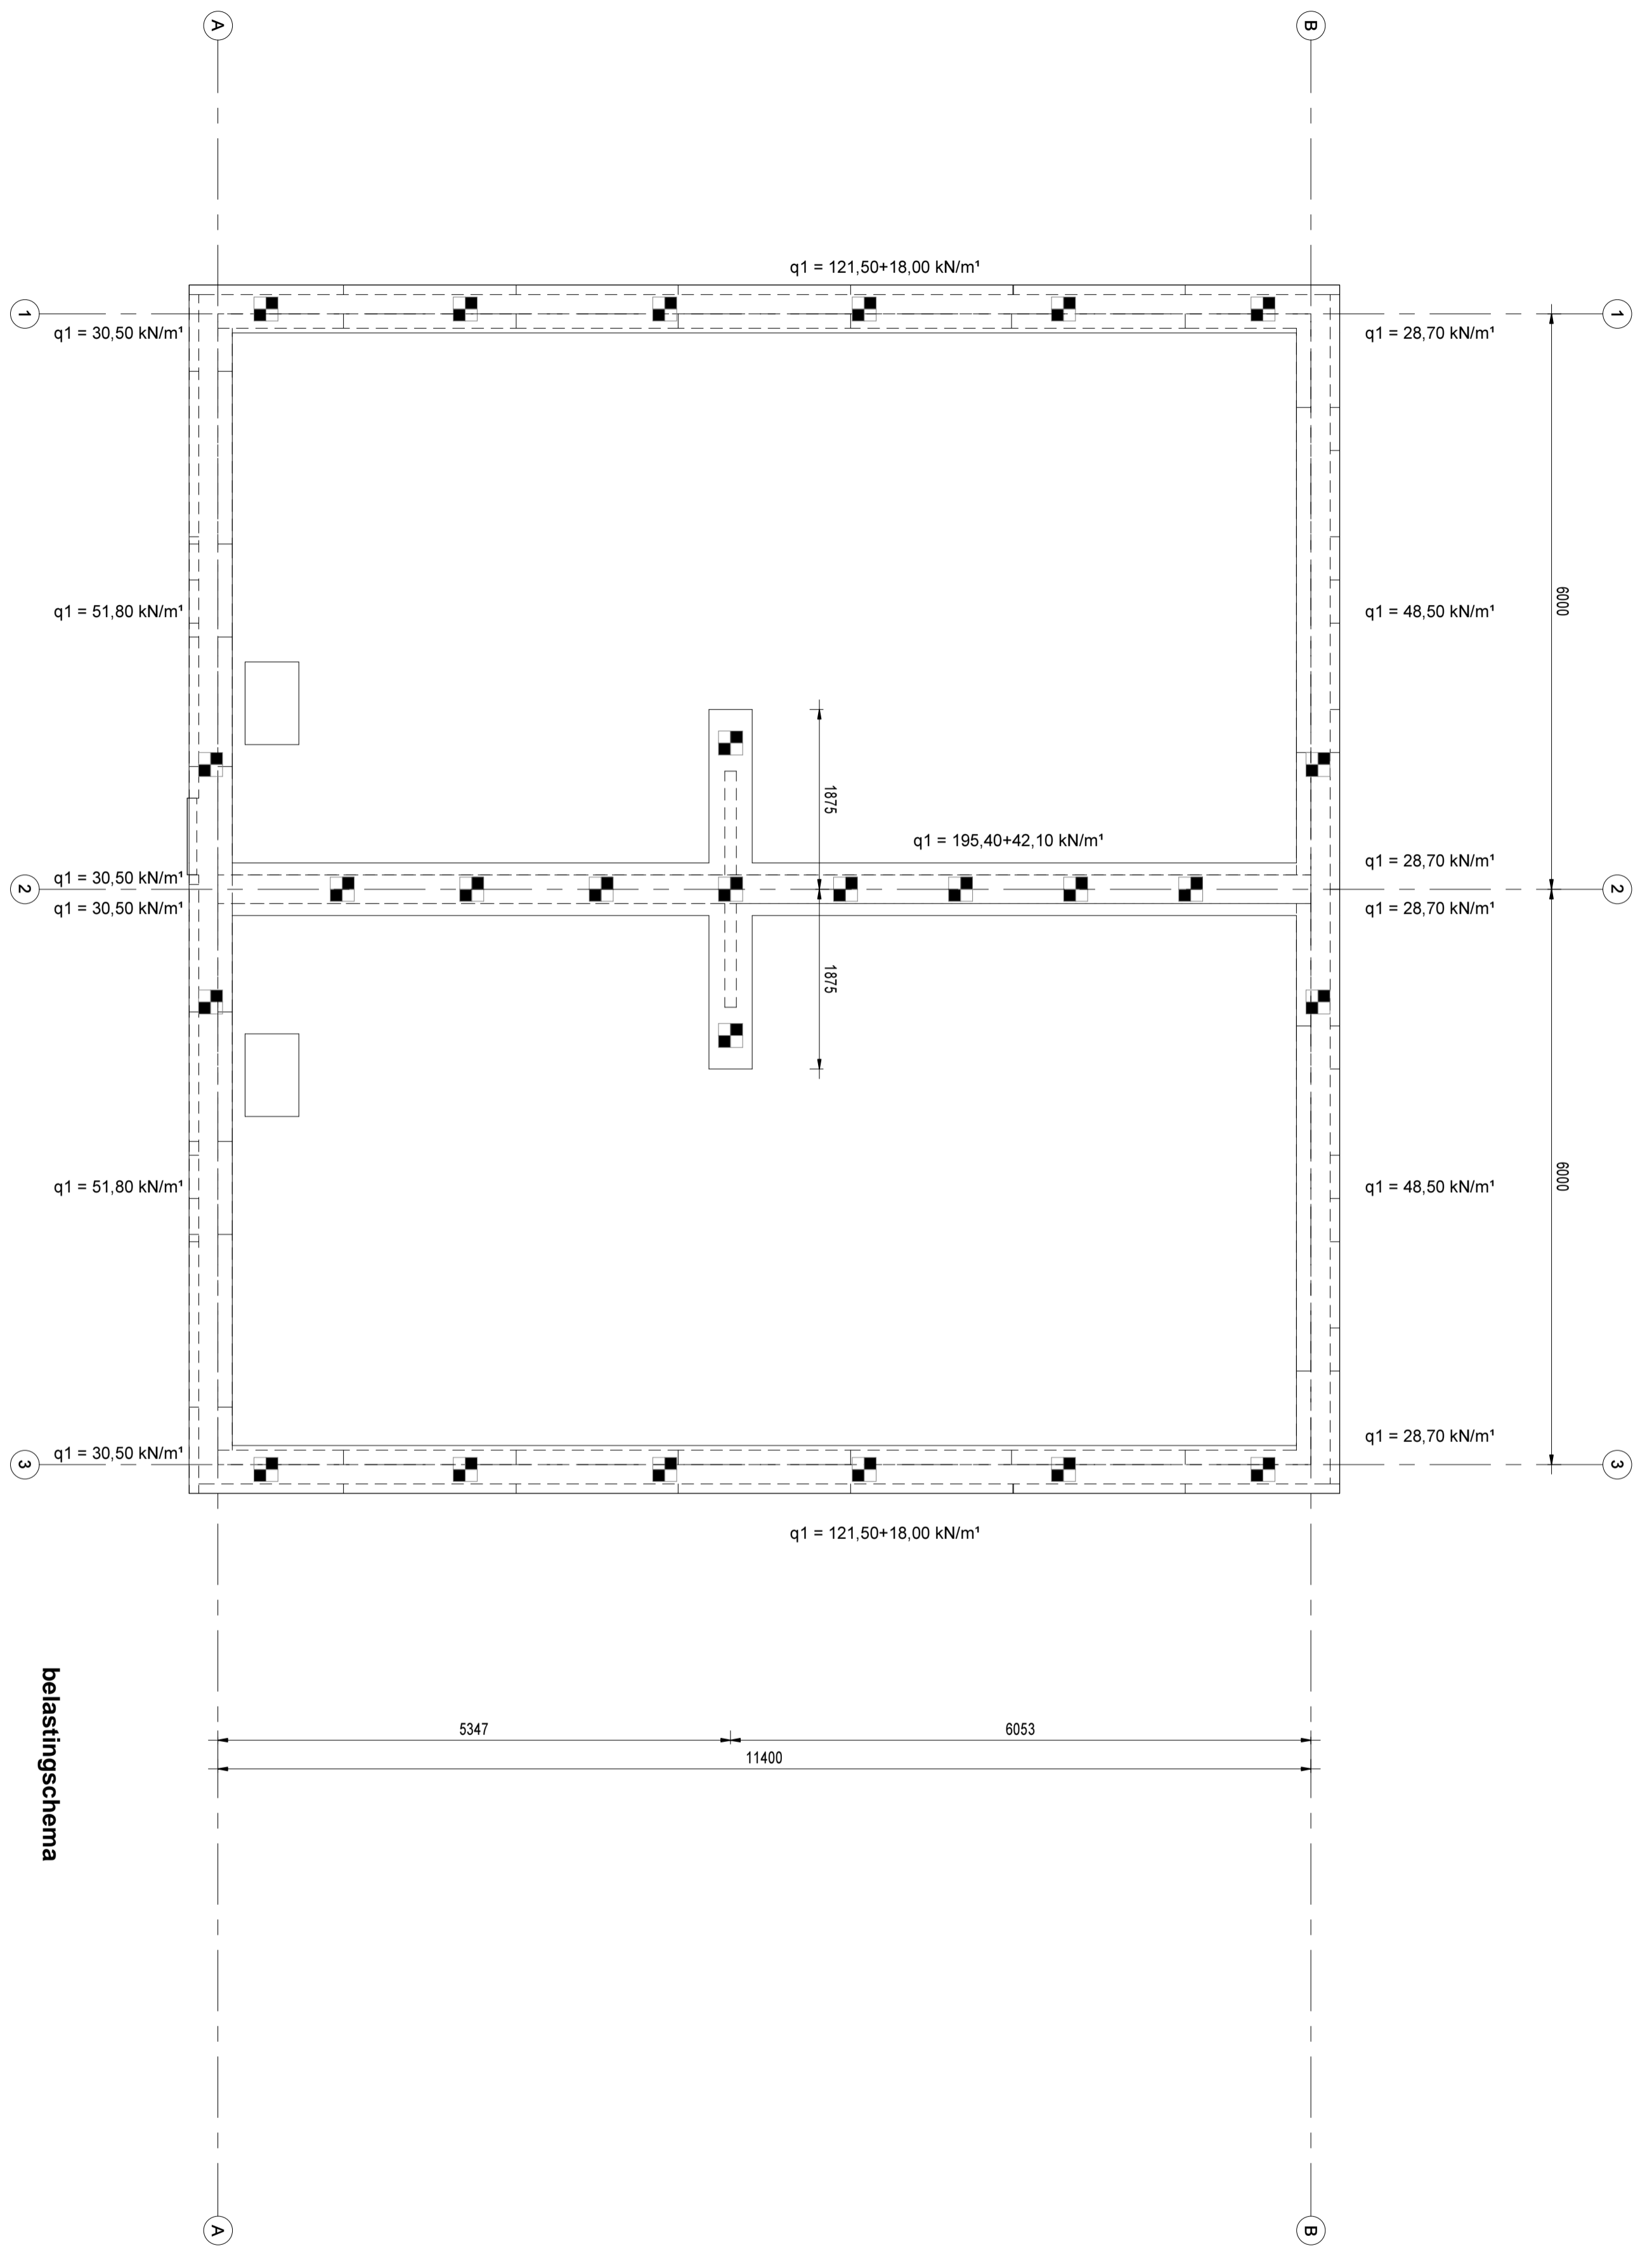 A
B
q1 = 121,50+18,00 kN/m¹
1
1
q1 = 30,50 kN/m¹
q1 = 28,70 kN/m¹
6000
q1 = 51,80 kN/m¹
q1 = 48,50 kN/m¹
1875
q1 = 195,40+42,10 kN/m¹
q1 = 28,70 kN/m¹
q1 = 30,50 kN/m¹
2
2
q1 = 30,50 kN/m¹
q1 = 28,70 kN/m¹
1875
6000
q1 = 51,80 kN/m¹
q1 = 48,50 kN/m¹
q1 = 28,70 kN/m¹
q1 = 30,50 kN/m¹
3
3
q1 = 121,50+18,00 kN/m¹
5347
6053
11400
belastingschema
A
B